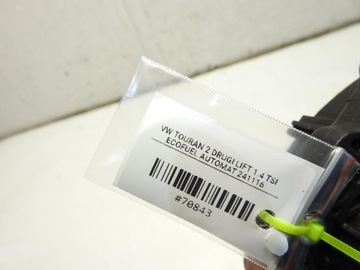 VW TOURAN 2 DRUGI LIFT 1.4 TSI
ECOFUEL AUTOMAT 241116
#70843